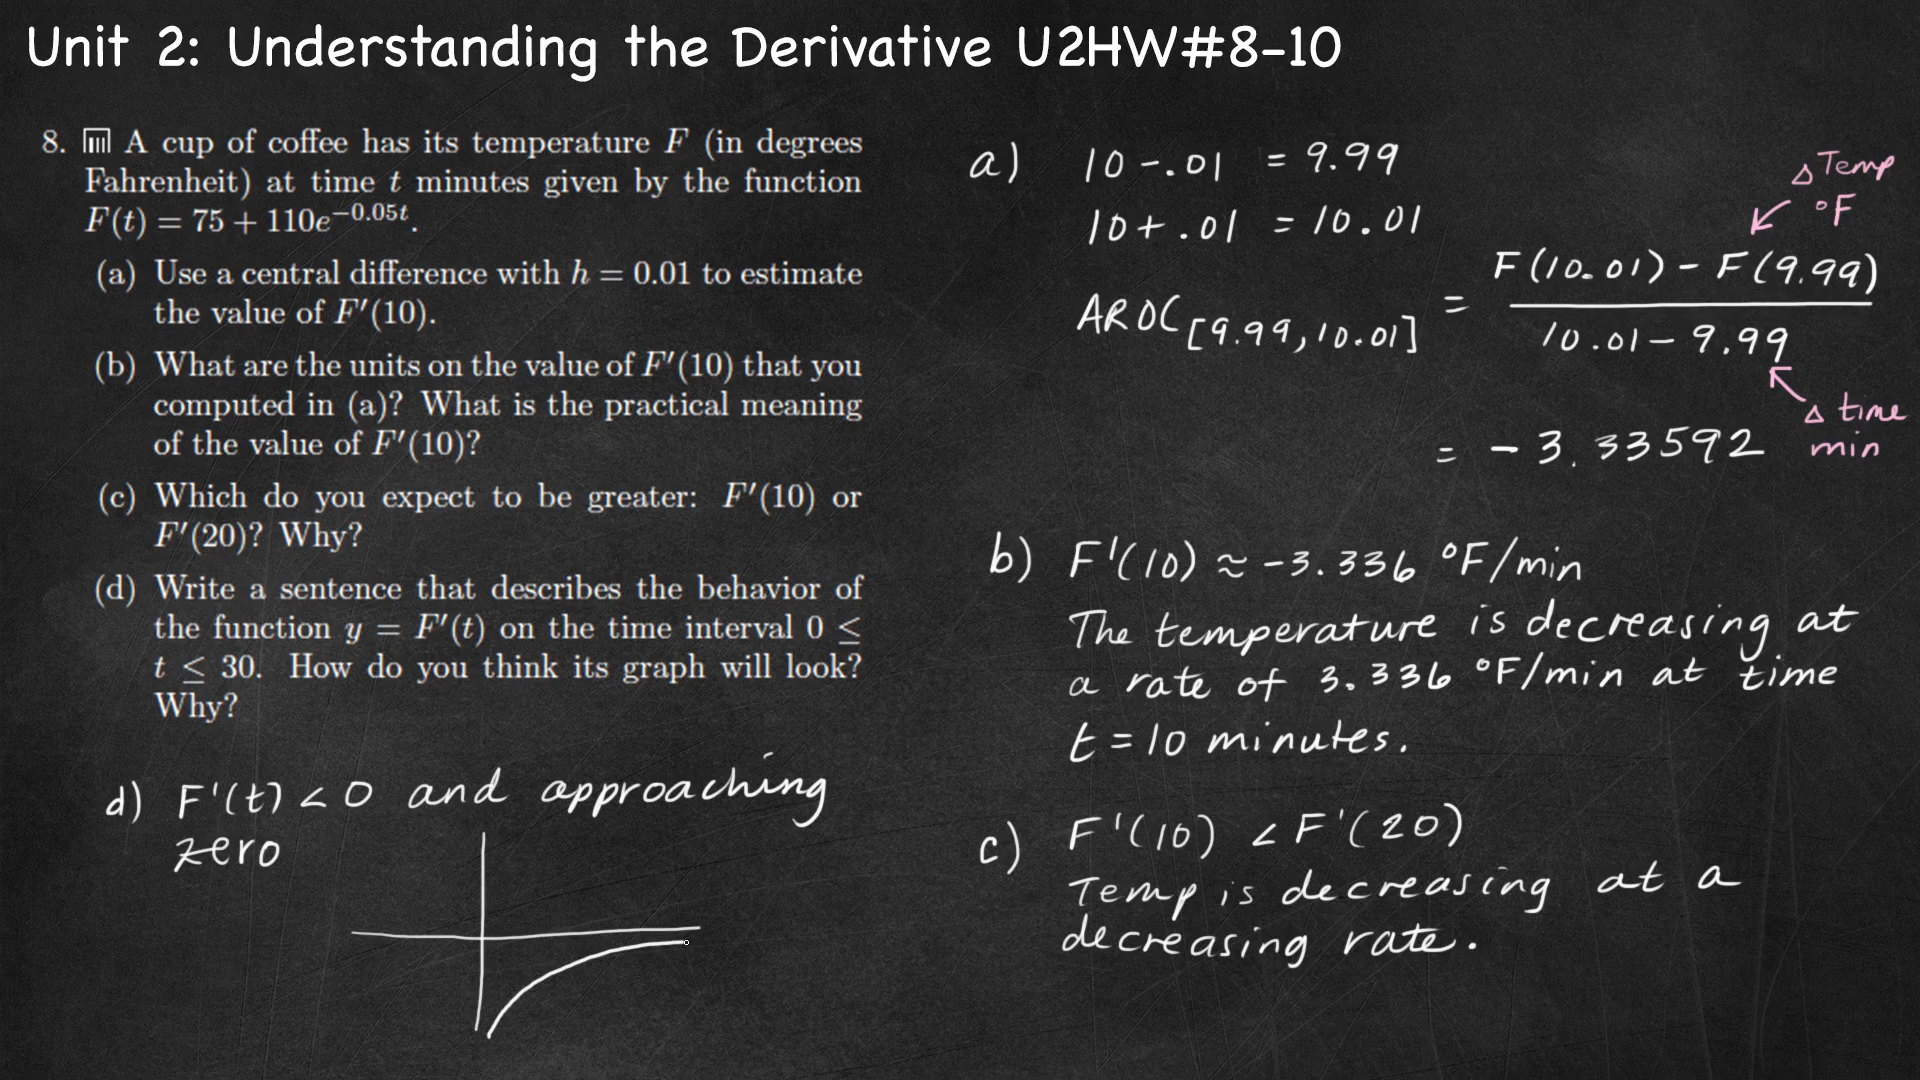 Unit 2: Understanding the Derivative U2HW#8-10
8. A cup of coffee has its temperature F (in degrees
Fahrenheit) at time t minutes given by the function
F(t) = 75 + 110e^{-0.05t}.
(a) Use a central difference with h = 0.01 to estimate
the value of F′(10).
(b) What are the units on the value of F′(10) that you
computed in (a)? What is the practical meaning
of the value of F′(10)?
(c) Which do you expect to be greater: F′(10) or
F′(20)? Why?
(d) Write a sentence that describes the behavior of
the function y = F′(t) on the time interval 0 ≤
t ≤ 30. How do you think its graph will look?
Why?
d) F'(t) < 0 and approaching
zero
a) 10 - .01 = 9.99
10 + .01 = 10.01
△ Temp
°F
AROC[9.99, 10.01] = F(10.01) - F(9.99)
10.01 - 9.99
△ time
min
= -3.33592
b) F'(10) ≈ -3.336 °F/min
The temperature is decreasing at
a rate of 3.336 °F/min at time
t = 10 minutes.
c) F'(10) < F'(20)
Temp is decreasing at a
decreasing rate.